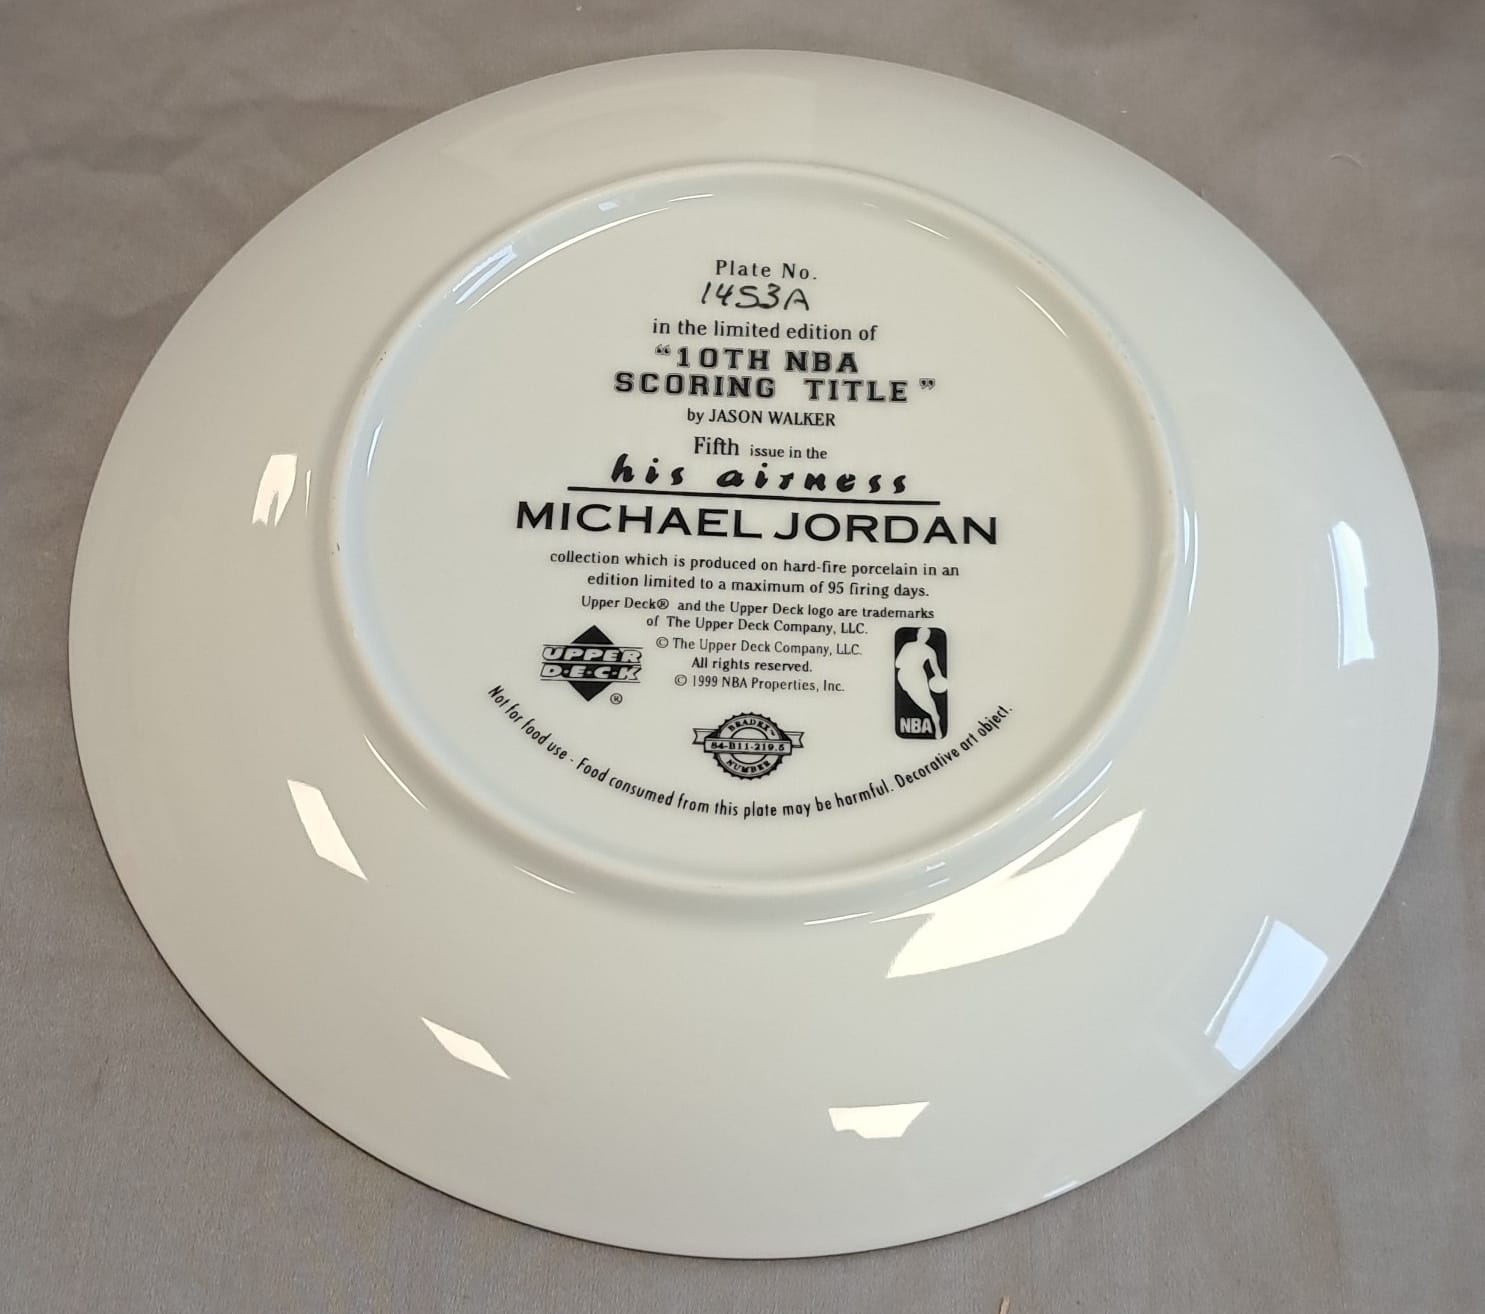 Plate No.
1453A
in the limited edition of
“10TH NBA
SCORING TITLE”
by JASON WALKER
Fifth issue in the
his airness
MICHAEL JORDAN
collection which is produced on hard-fire porcelain in an
edition limited to a maximum of 95 firing days.
Upper Deck® and the Upper Deck logo are trademarks
of The Upper Deck Company, LLC.
© The Upper Deck Company, LLC.
All rights reserved.
© 1999 NBA Properties, Inc.
UPPER
D·E·C·K
®
NBA
BRADEX
84-B11-219.5
NUMBER
Not for food use - Food consumed from this plate may be harmful. Decorative art object.